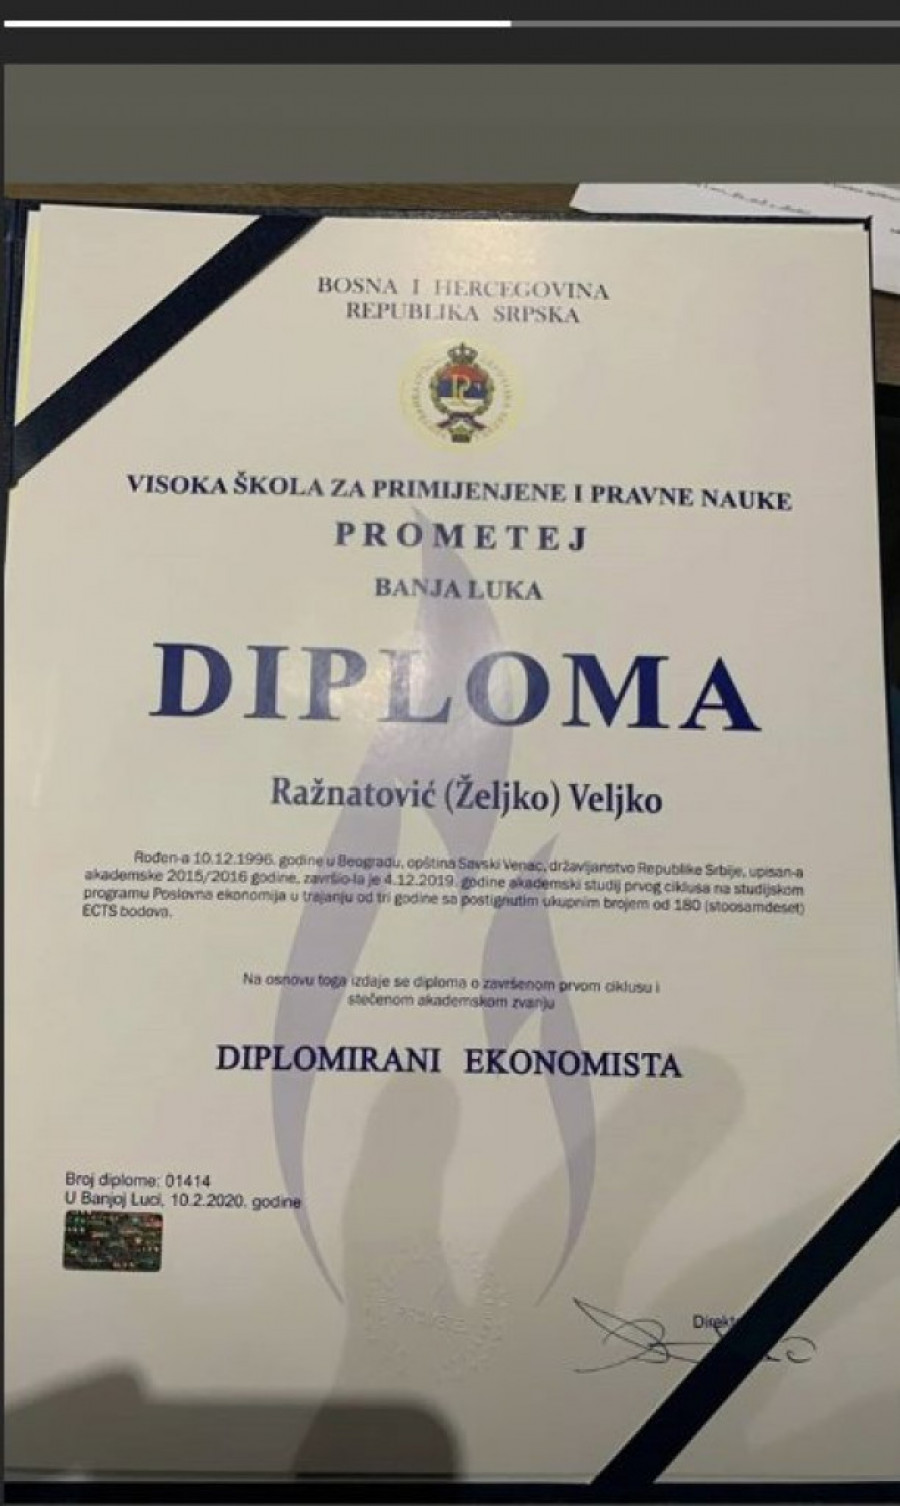 BOSNA I HERCEGOVINA
REPUBLIKA SRPSKA
VISOKA ŠKOLA ZA PRIMIJENJENE I PRAVNE NAUKE
PROMETEJ
BANJA LUKA
DIPLOMA
Ražnatović (Željko) Veljko
Rođen-a 10.12.1996. godine u Beogradu, opština Savski Venac, državljanstvo Republike Srbije, upisan-a
akademske 2015/2016 godine, završio-la je 4.12.2019. godine akademski studij prvog ciklusa na studijskom
programu Poslovna ekonomija u trajanju od tri godine sa postignutim ukupnim brojem od 180 (stoosamdeset)
ECTS bodova.
Na osnovu toga izdaje se diploma o završenom prvom ciklusu i
stečenom akademskom zvanju
DIPLOMIRANI EKONOMISTA
Broj diplome: 01414
U Banjoj Luci, 10.2.2020. godine